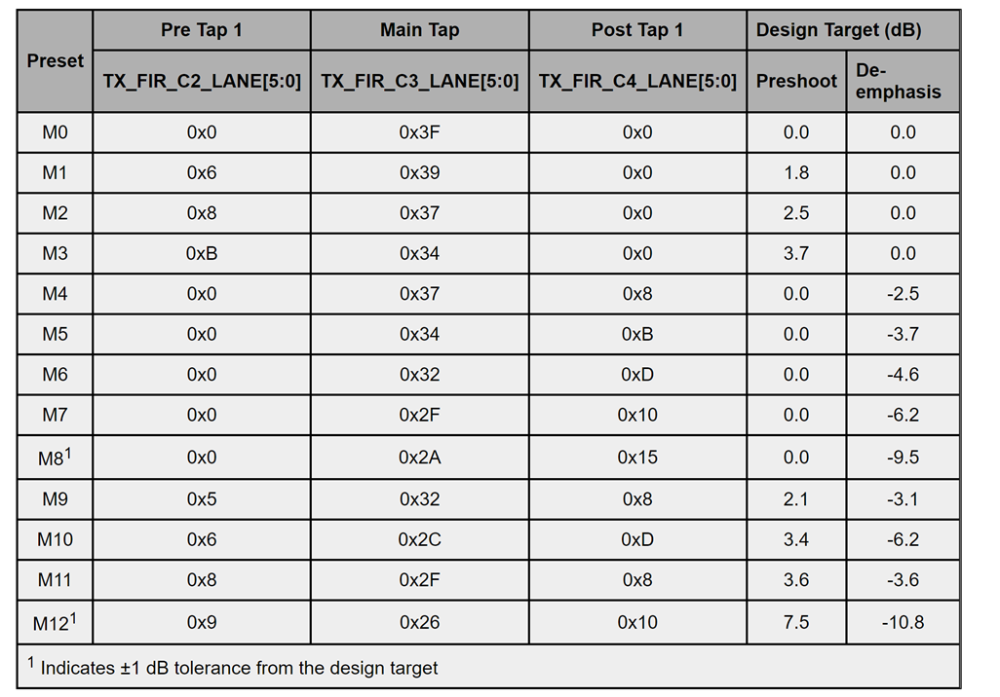 Preset Pre Tap 1 Main Tap Post Tap 1 Design Target (dB)
TX_FIR_C2_LANE[5:0] TX_FIR_C3_LANE[5:0] TX_FIR_C4_LANE[5:0] Preshoot De-
emphasis
M0 0x0 0x3F 0x0 0.0 0.0
M1 0x6 0x39 0x0 1.8 0.0
M2 0x8 0x37 0x0 2.5 0.0
M3 0xB 0x34 0x0 3.7 0.0
M4 0x0 0x37 0x8 0.0 -2.5
M5 0x0 0x34 0xB 0.0 -3.7
M6 0x0 0x32 0xD 0.0 -4.6
M7 0x0 0x2F 0x10 0.0 -6.2
M8¹ 0x0 0x2A 0x15 0.0 -9.5
M9 0x5 0x32 0x8 2.1 -3.1
M10 0x6 0x2C 0xD 3.4 -6.2
M11 0x8 0x2F 0x8 3.6 -3.6
M12¹ 0x9 0x26 0x10 7.5 -10.8
¹ Indicates ±1 dB tolerance from the design target